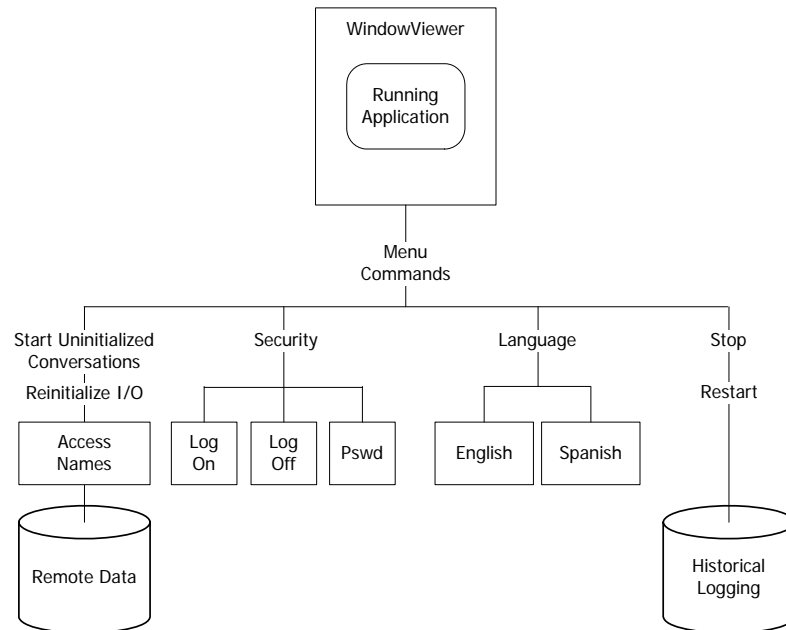 WindowViewer
Running
Application
Menu
Commands
Start Uninitialized
Conversations
Reinitialize I/O
Security
Language
Stop
Restart
Access
Names
Log
On
Log
Off
Pswd
English
Spanish
Remote Data
Historical
Logging